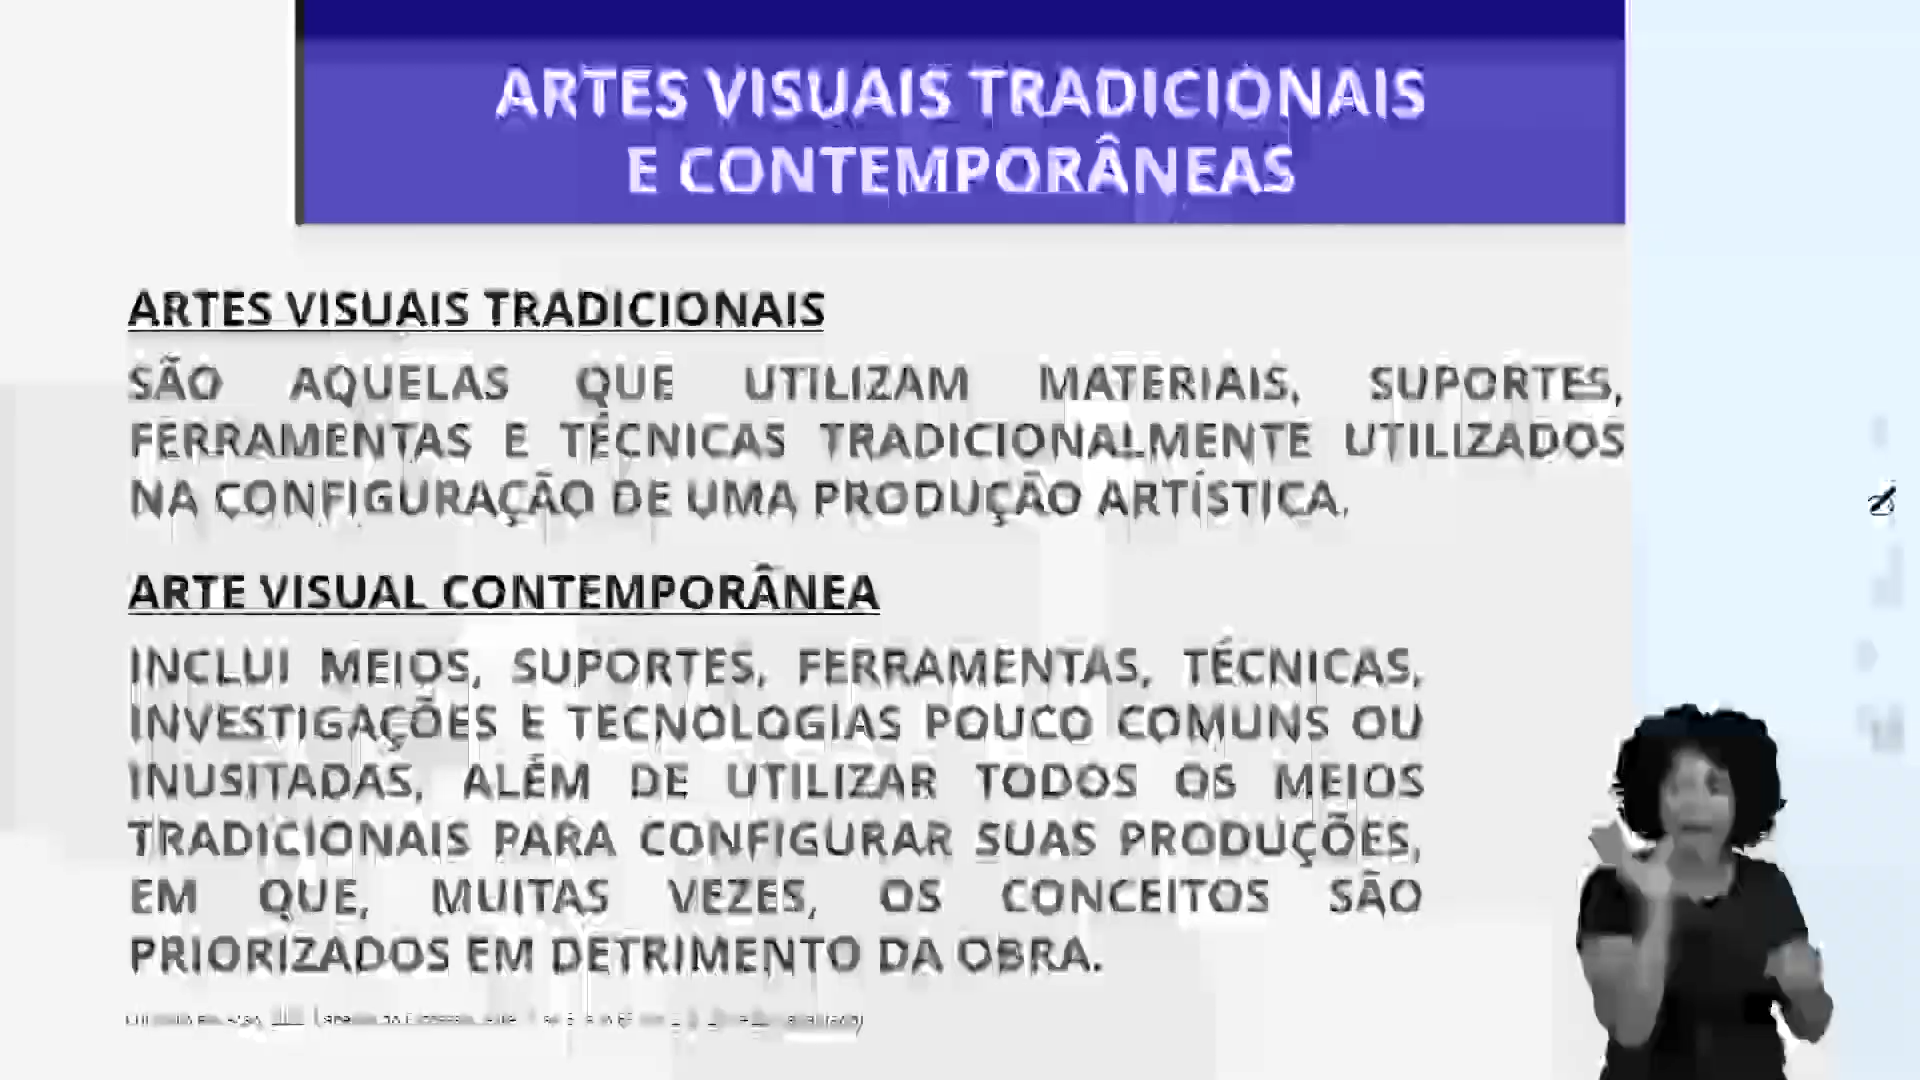 ARTES VISUAIS TRADICIONAIS
E CONTEMPORÂNEAS
ARTES VISUAIS TRADICIONAIS
SÃO AQUELAS QUE UTILIZAM MATERIAIS, SUPORTES,
FERRAMENTAS E TÉCNICAS TRADICIONALMENTE UTILIZADOS
NA CONFIGURAÇÃO DE UMA PRODUÇÃO ARTÍSTICA.
ARTE VISUAL CONTEMPORÂNEA
INCLUI MEIOS, SUPORTES, FERRAMENTAS, TÉCNICAS,
INVESTIGAÇÕES E TECNOLOGIAS POUCO COMUNS OU
INUSITADAS, ALÉM DE UTILIZAR TODOS OS MEIOS
TRADICIONAIS PARA CONFIGURAR SUAS PRODUÇÕES,
EM QUE, MUITAS VEZES, OS CONCEITOS SÃO
PRIORIZADOS EM DETRIMENTO DA OBRA.